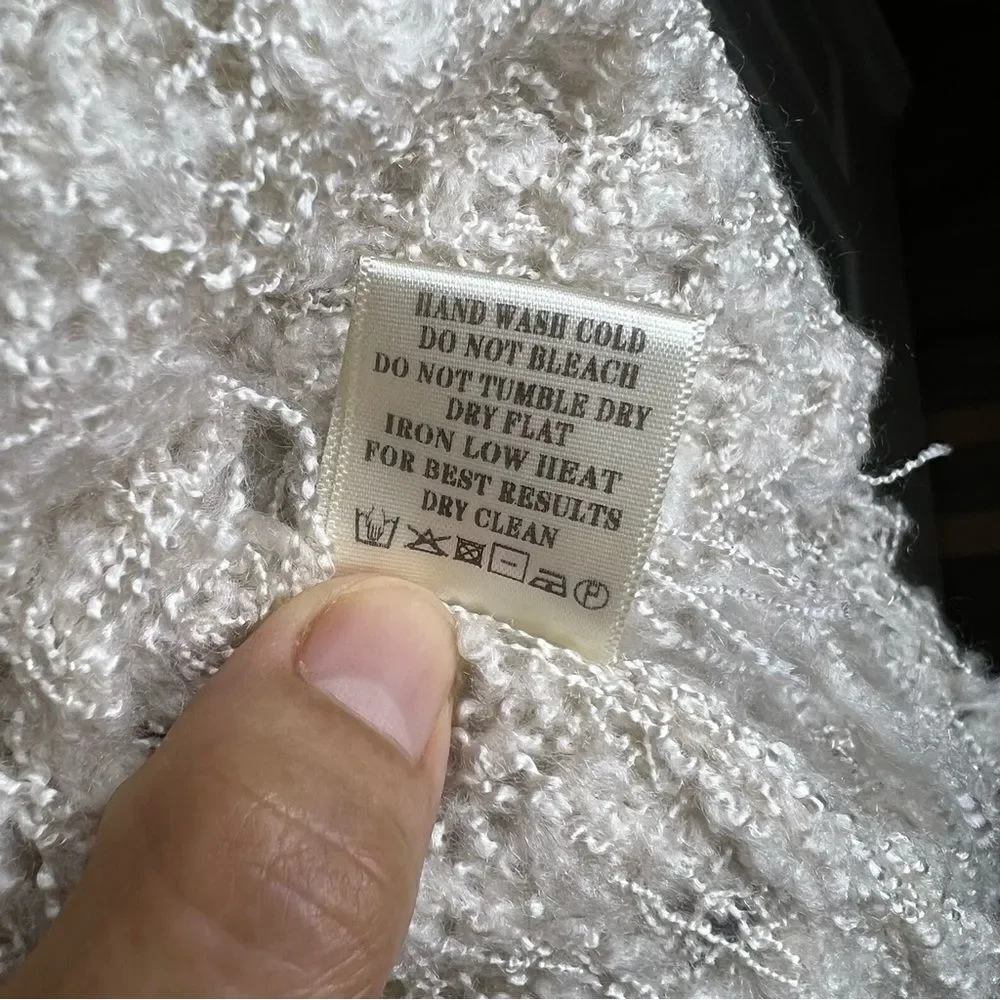 HAND WASH COLD
DO NOT BLEACH
DO NOT TUMBLE DRY
DRY FLAT
IRON LOW HEAT
FOR BEST RESULTS
DRY CLEAN
P